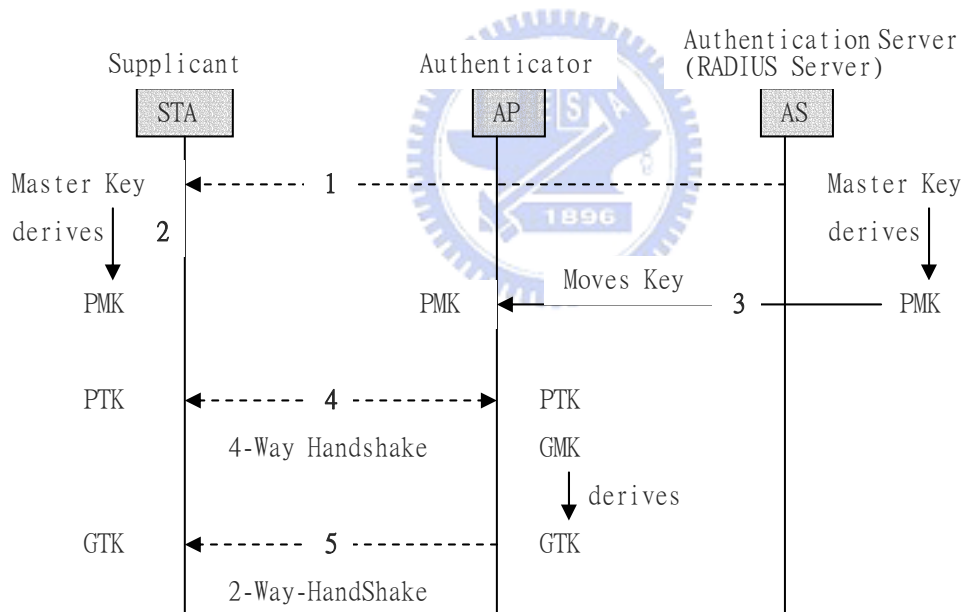 Supplicant
Authenticator
Authentication Server
(RADIUS Server)
STA
AP
AS
E S A
1896
Master Key
derives
2
PMK
1
Master Key
derives
PMK
Moves Key
3
PMK
PTK
4
PTK
4-Way Handshake
GMK
derives
GTK
5
GTK
2-Way-HandShake